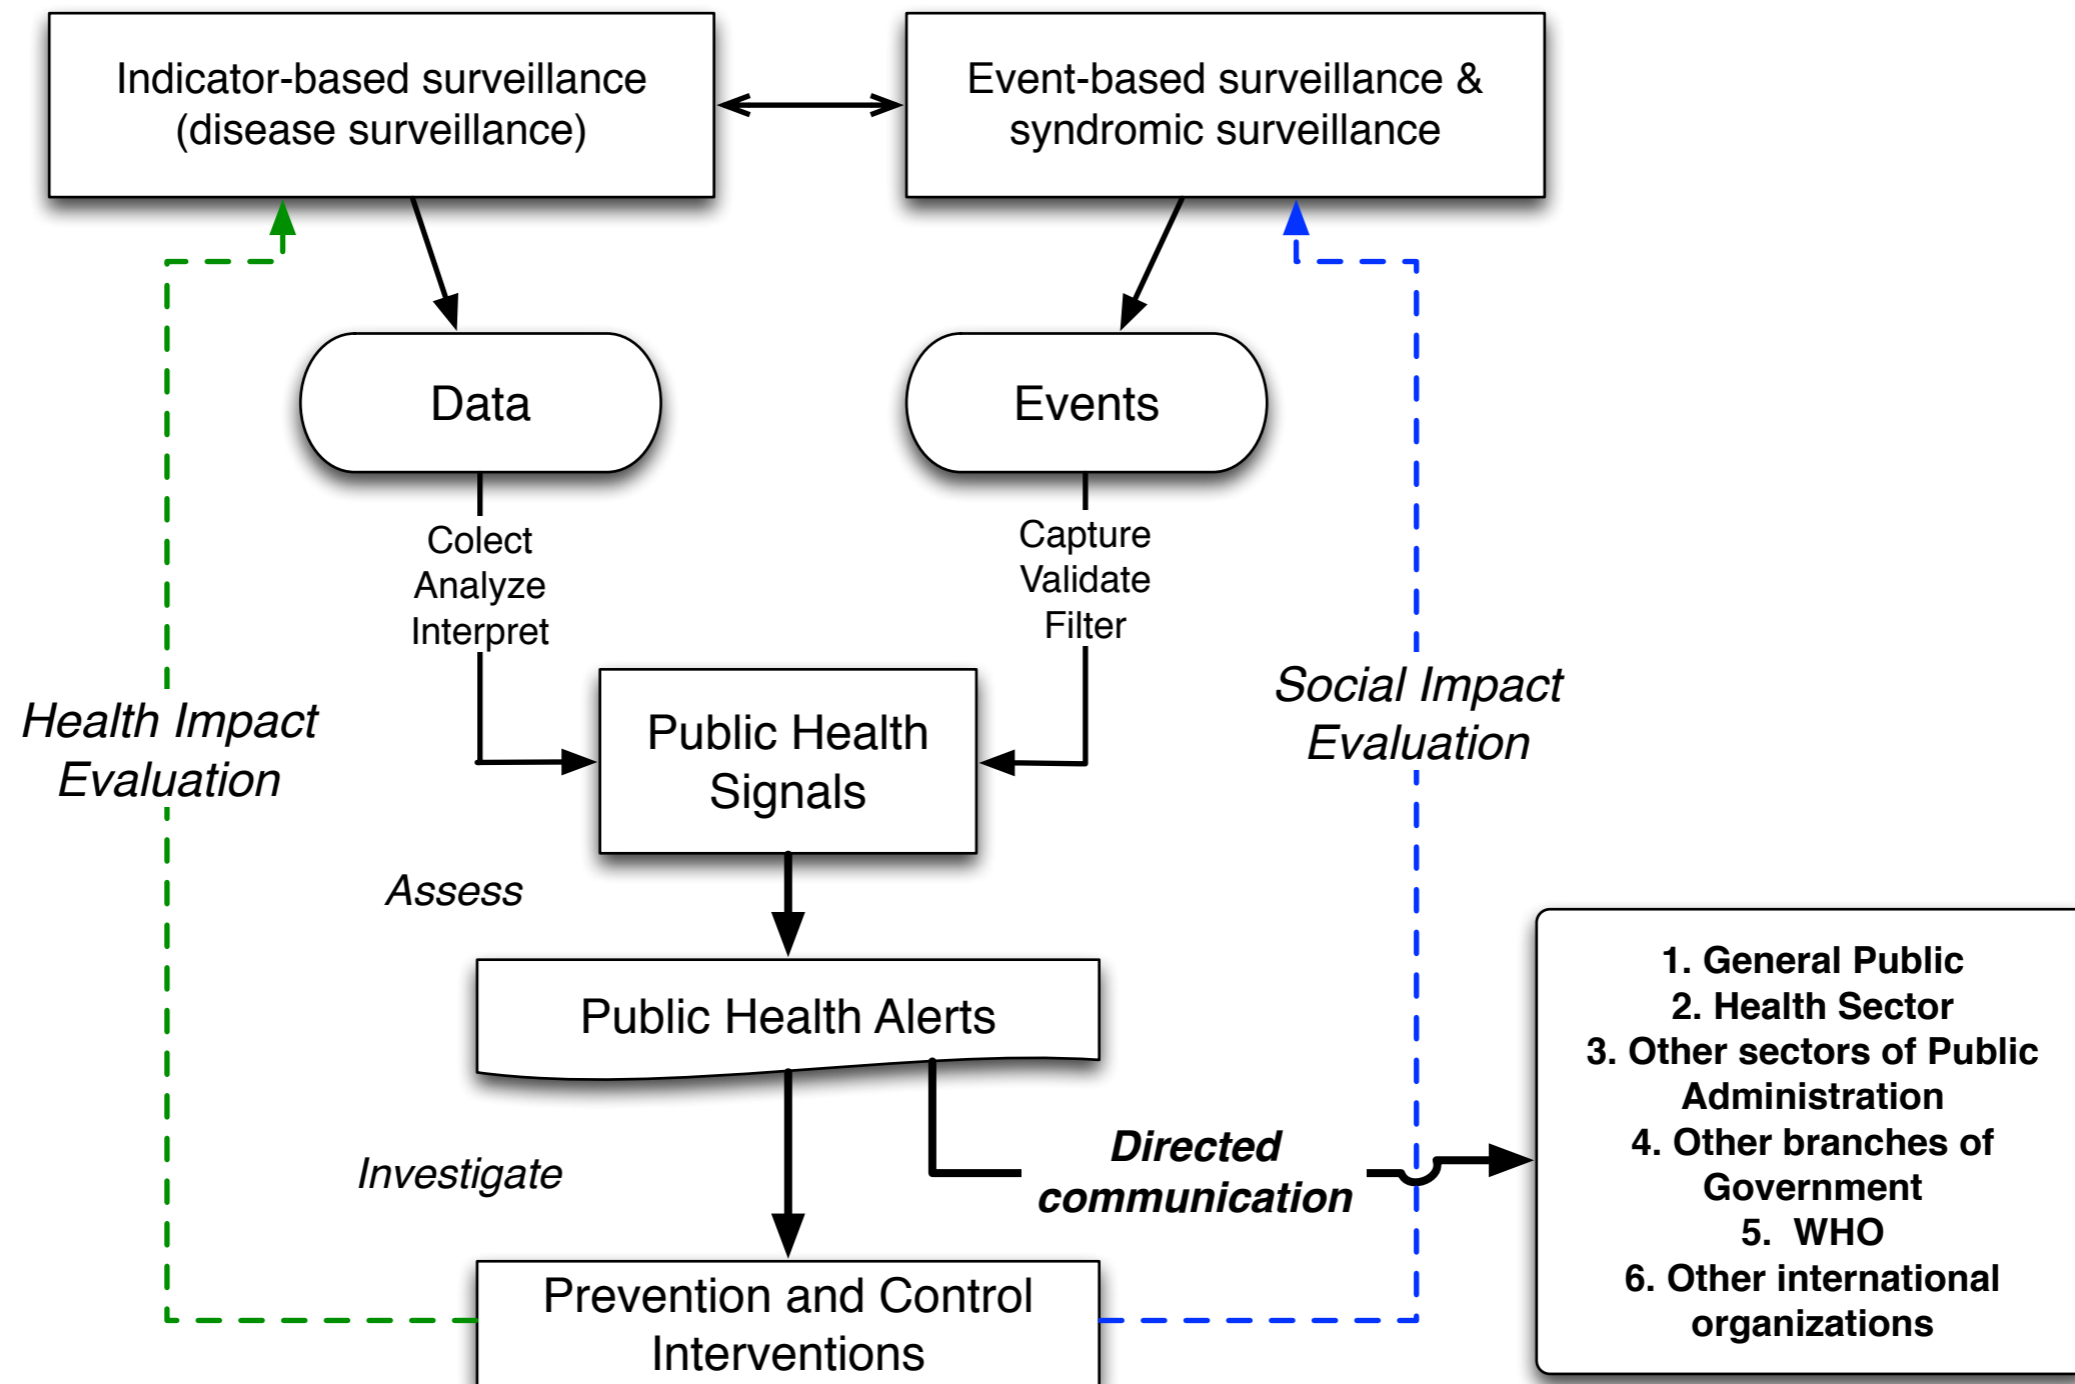 Indicator-based surveillance
(disease surveillance)
Event-based surveillance &
syndromic surveillance
Data
Events
Colect
Analyze
Interpret
Capture
Validate
Filter
Health Impact
Evaluation
Public Health
Signals
Social Impact
Evaluation
Assess
Public Health Alerts
Investigate
Directed
communication
1. General Public
2. Health Sector
3. Other sectors of Public
Administration
4. Other branches of
Government
5.  WHO
6. Other international
organizations
Prevention and Control
Interventions